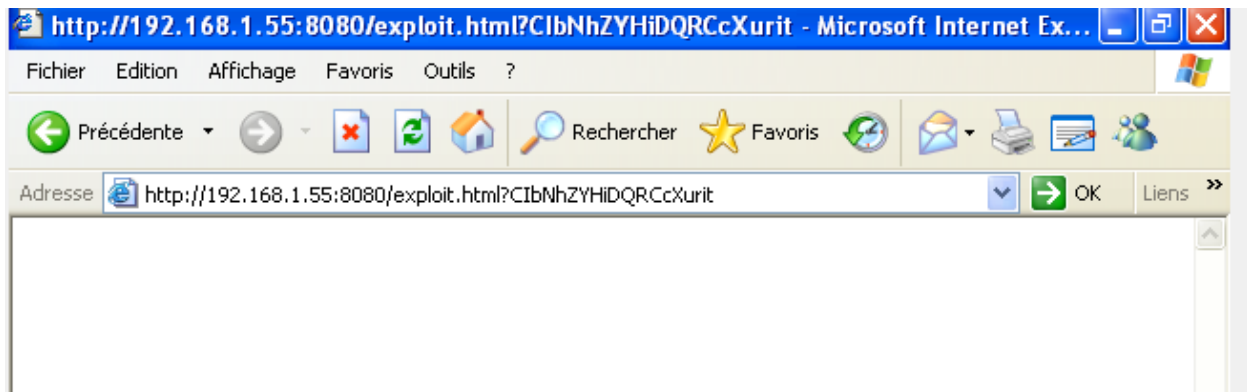 http://192.168.1.55:8080/exploit.html?CIbNhZYHiDQRCcXurit - Microsoft Internet Ex...
Fichier Edition Affichage Favoris Outils ?
Précédente Rechercher Favoris
Adresse http://192.168.1.55:8080/exploit.html?CIbNhZYHiDQRCcXurit OK Liens »